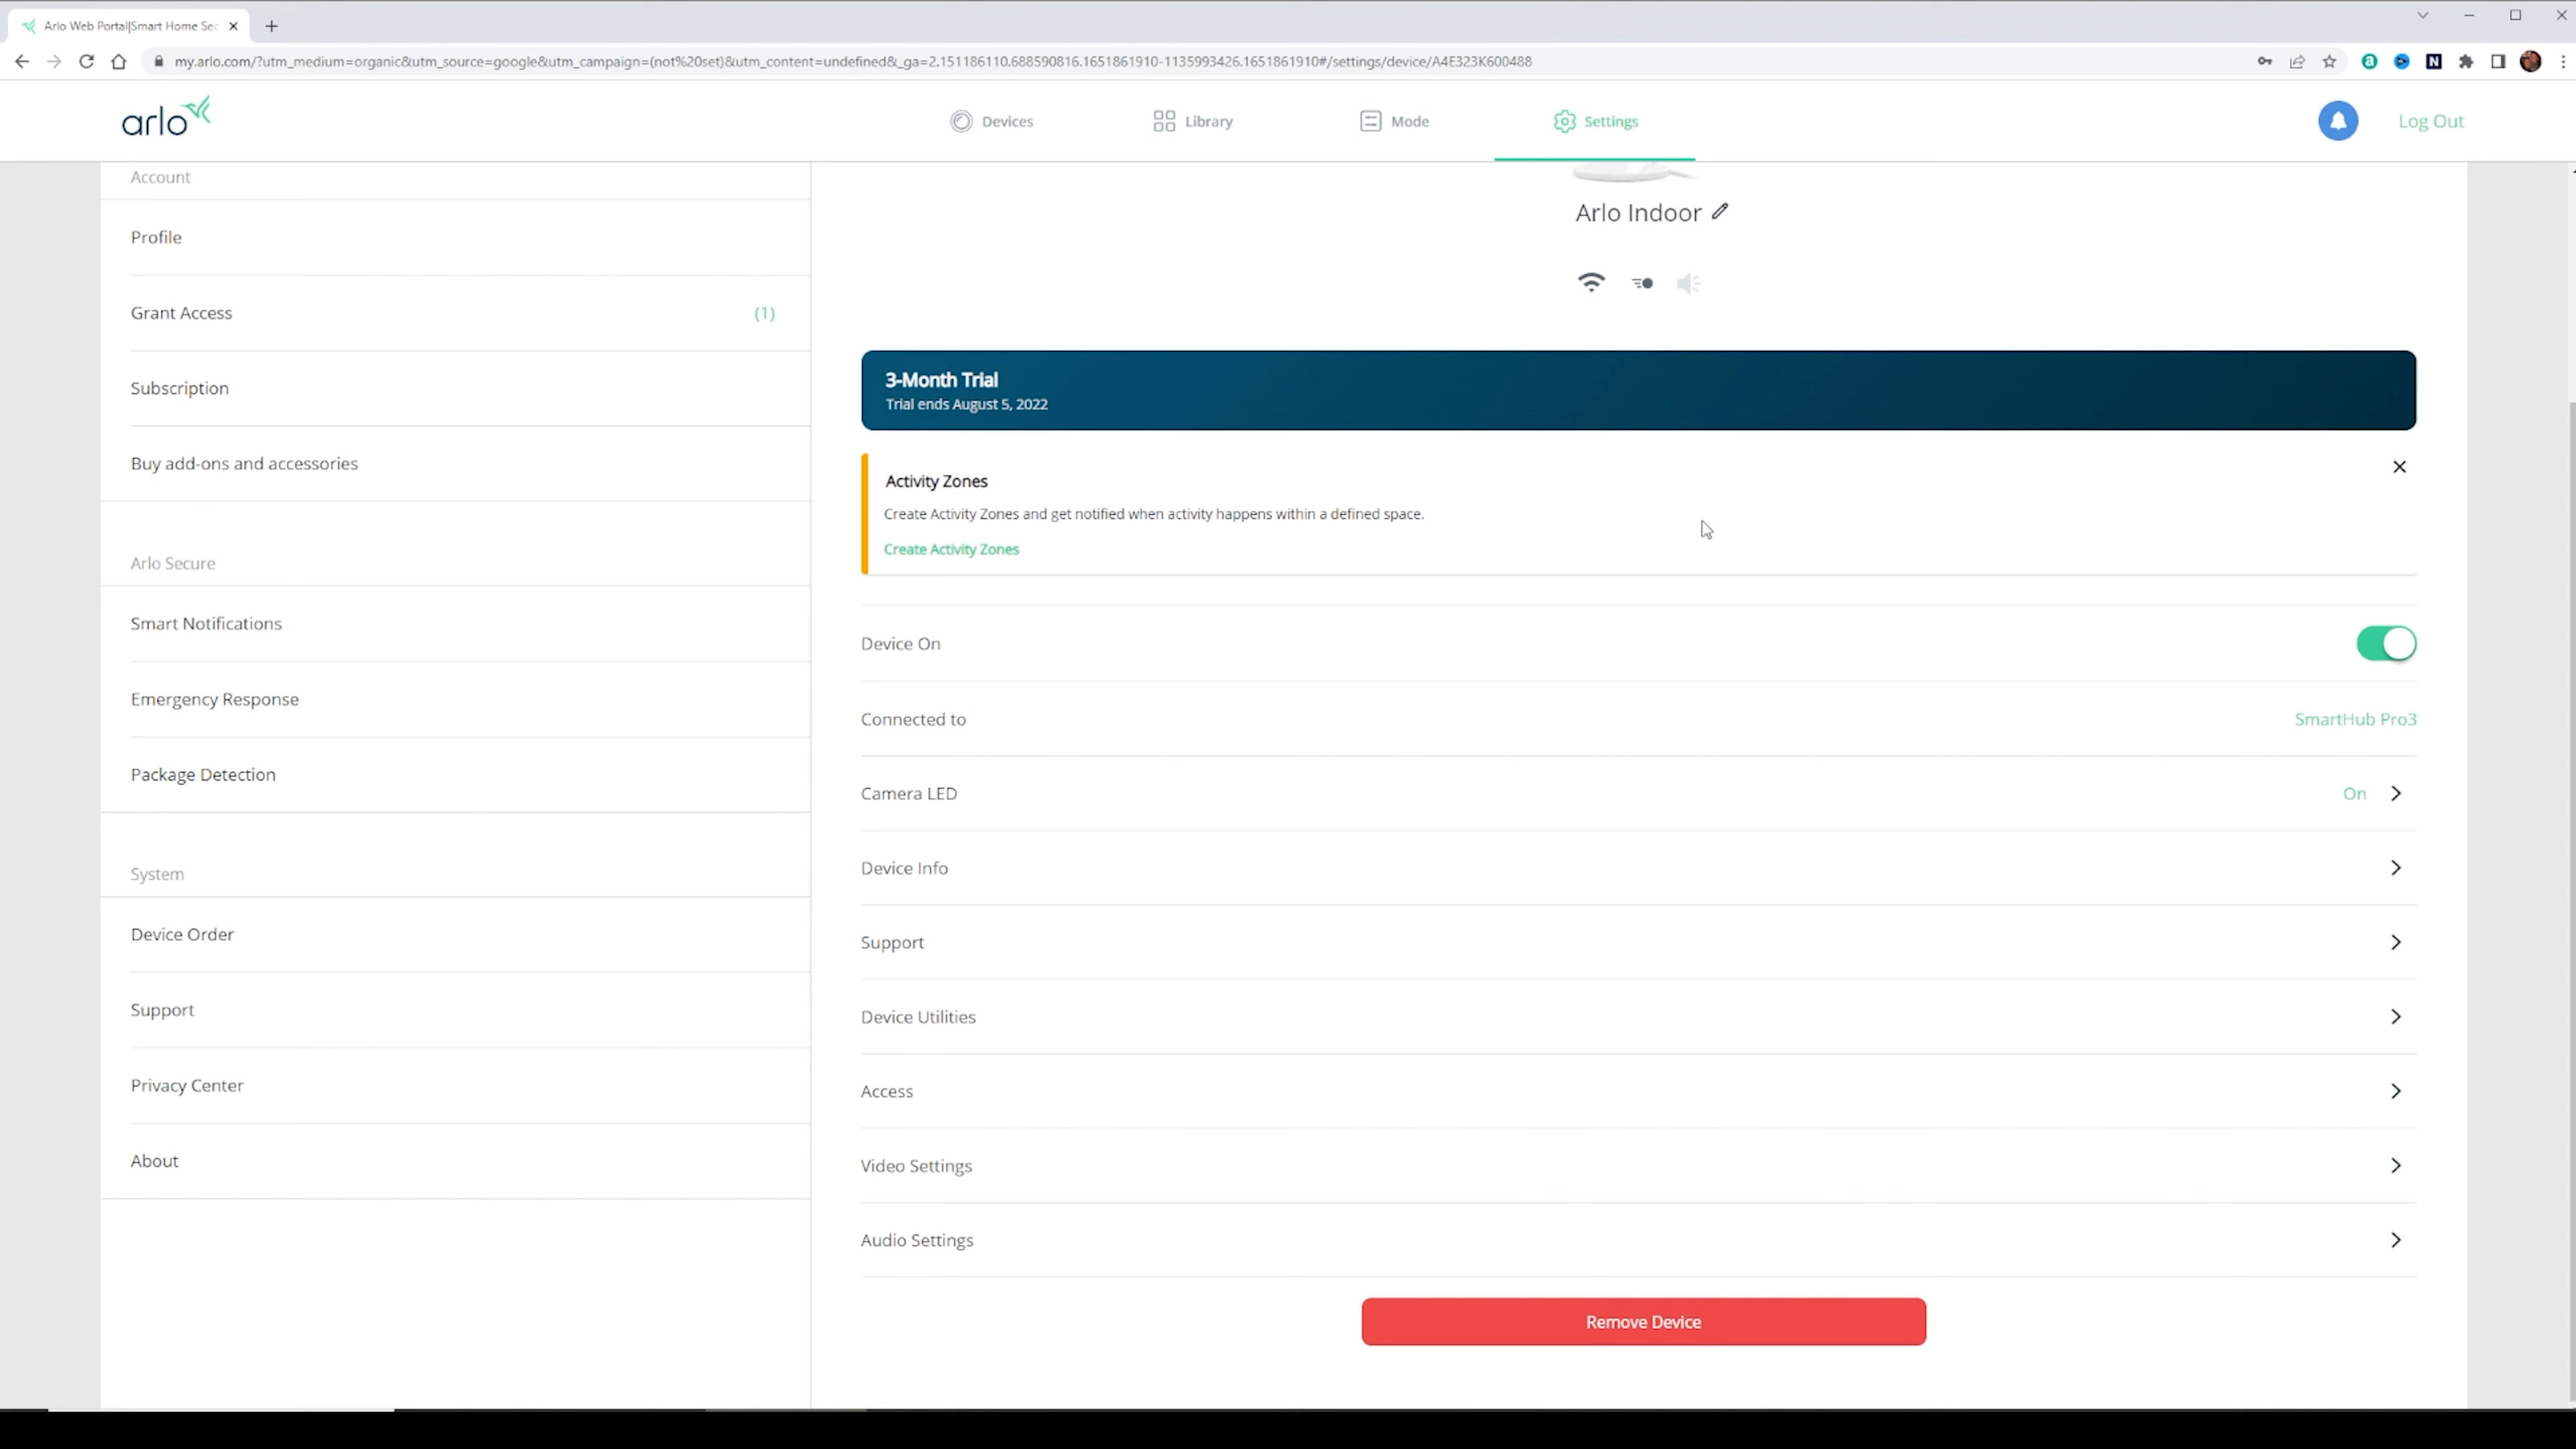 Arlo Web Portal|Smart Home Sec
my.arlo.com/?utm_medium=organic&utm_source=google&utm_campaign=(not%20set)&utm_content=undefined&_ga=2.151186110.688590816.1651861910-1135993426.1651861910#/settings/device/A4E323K600488
arlo
Devices
Library
Mode
Settings
Log Out
Account
Profile
Grant Access (1)
Subscription
Buy add-ons and accessories
Arlo Secure
Smart Notifications
Emergency Response
Package Detection
System
Device Order
Support
Privacy Center
About
Arlo Indoor
3-Month Trial
Trial ends August 5, 2022
Activity Zones
Create Activity Zones and get notified when activity happens within a defined space.
Create Activity Zones
Device On
Connected to SmartHub Pro3
Camera LED On
Device Info
Support
Device Utilities
Access
Video Settings
Audio Settings
Remove Device